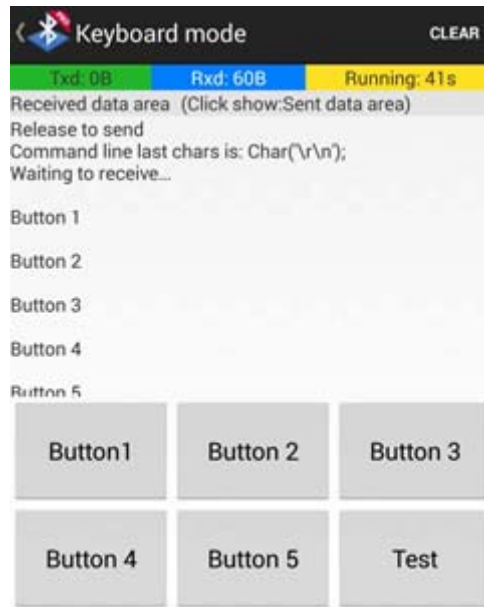 Keyboard mode
CLEAR
Txd: 0B
Rxd: 60B
Running: 41s
Received data area (Click show:Sent data area)
Release to send
Command line last chars is: Char('\r\n');
Waiting to receive...
Button 1
Button 2
Button 3
Button 4
Button 5
Button1
Button 2
Button 3
Button 4
Button 5
Test